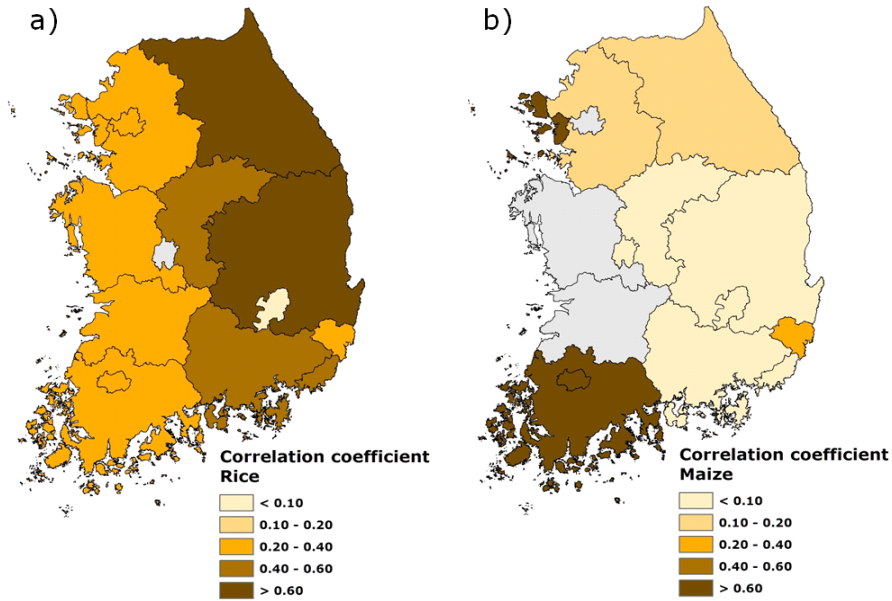 a)
Correlation coefficient
Rice
< 0.10
0.10 - 0.20
0.20 - 0.40
0.40 - 0.60
> 0.60
b)
Correlation coefficient
Maize
< 0.10
0.10 - 0.20
0.20 - 0.40
0.40 - 0.60
> 0.60